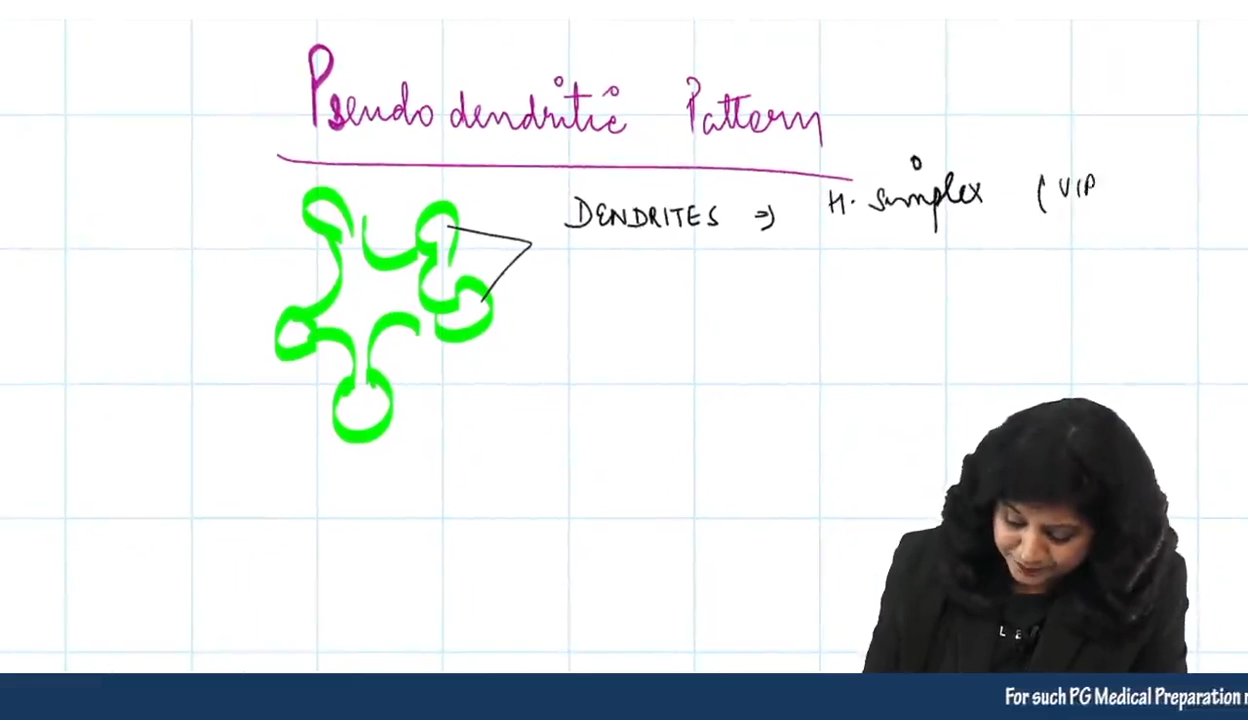 Pseudodendritic Pattern
DENDRITES ⇒ H. Simplex (VIP
For such PG Medical Preparation